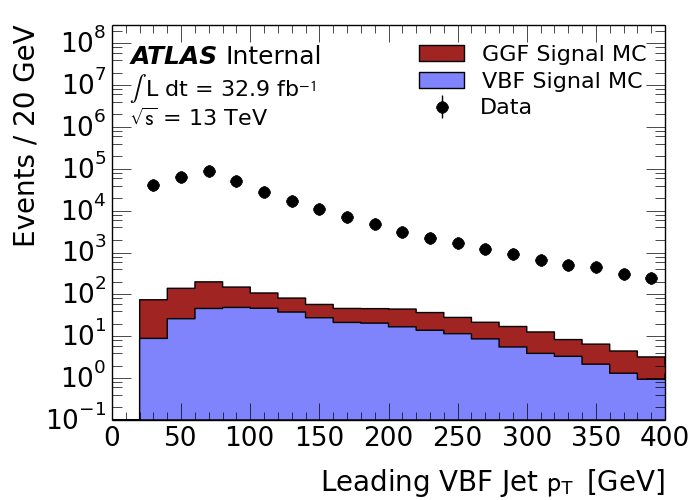 ATLAS Internal
∫L dt = 32.9 fb⁻¹
√s = 13 TeV
GGF Signal MC
VBF Signal MC
Data
Events / 20 GeV
10⁸
10⁷
10⁶
10⁵
10⁴
10³
10²
10¹
10⁰
10⁻¹
0 50 100 150 200 250 300 350 400
Leading VBF Jet p_T [GeV]